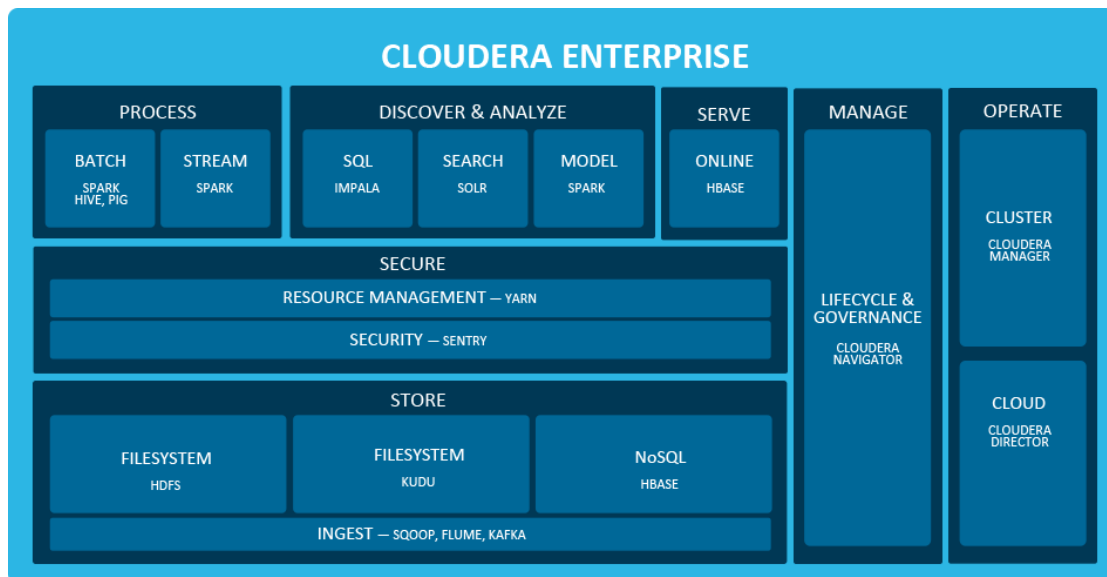 CLOUDERA ENTERPRISE
PROCESS
BATCH
SPARK
HIVE, PIG
STREAM
SPARK
DISCOVER & ANALYZE
SQL
IMPALA
SEARCH
SOLR
MODEL
SPARK
SERVE
ONLINE
HBASE
SECURE
RESOURCE MANAGEMENT — YARN
SECURITY — SENTRY
STORE
FILESYSTEM
HDFS
FILESYSTEM
KUDU
NoSQL
HBASE
INGEST — SQOOP, FLUME, KAFKA
MANAGE
LIFECYCLE &
GOVERNANCE
CLOUDERA
NAVIGATOR
OPERATE
CLUSTER
CLOUDERA
MANAGER
CLOUD
CLOUDERA
DIRECTOR